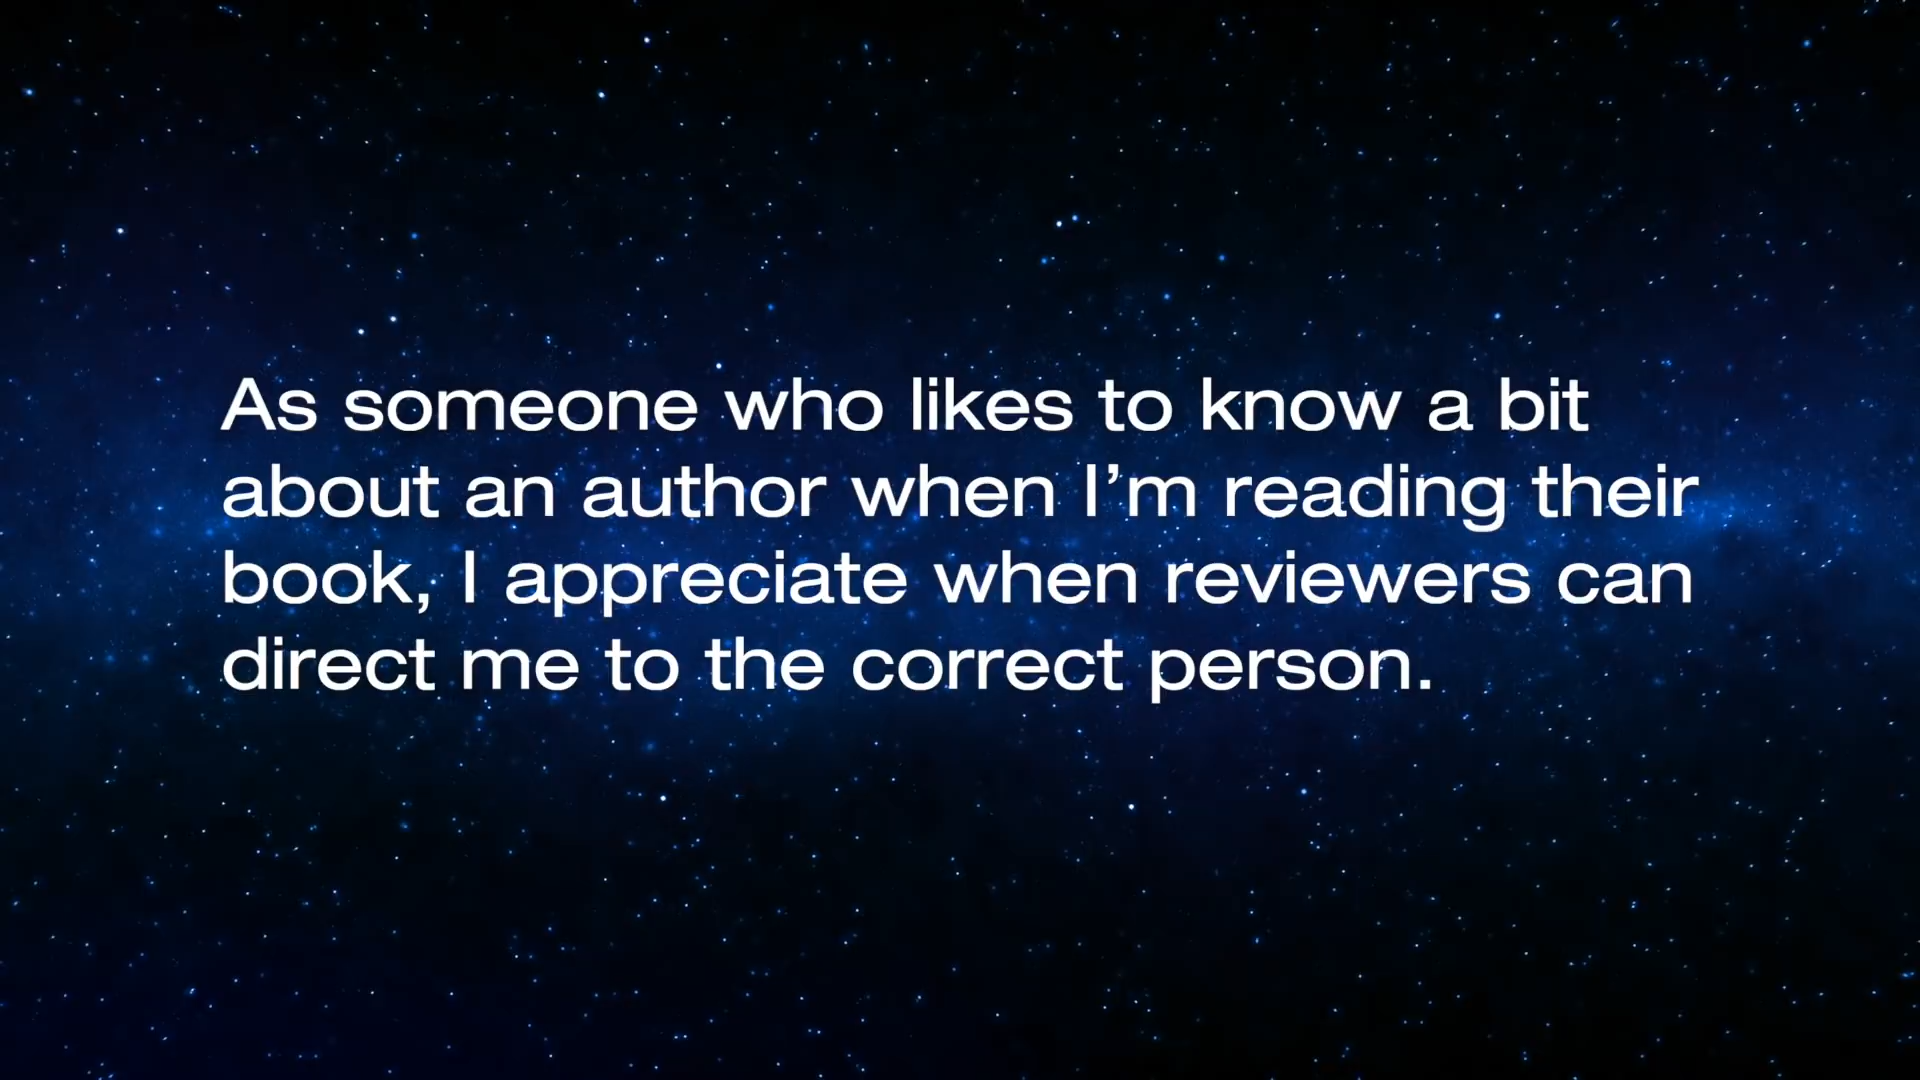 As someone who likes to know a bit
about an author when I’m reading their
book, I appreciate when reviewers can
direct me to the correct person.